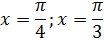 x = π/4; x = π/3